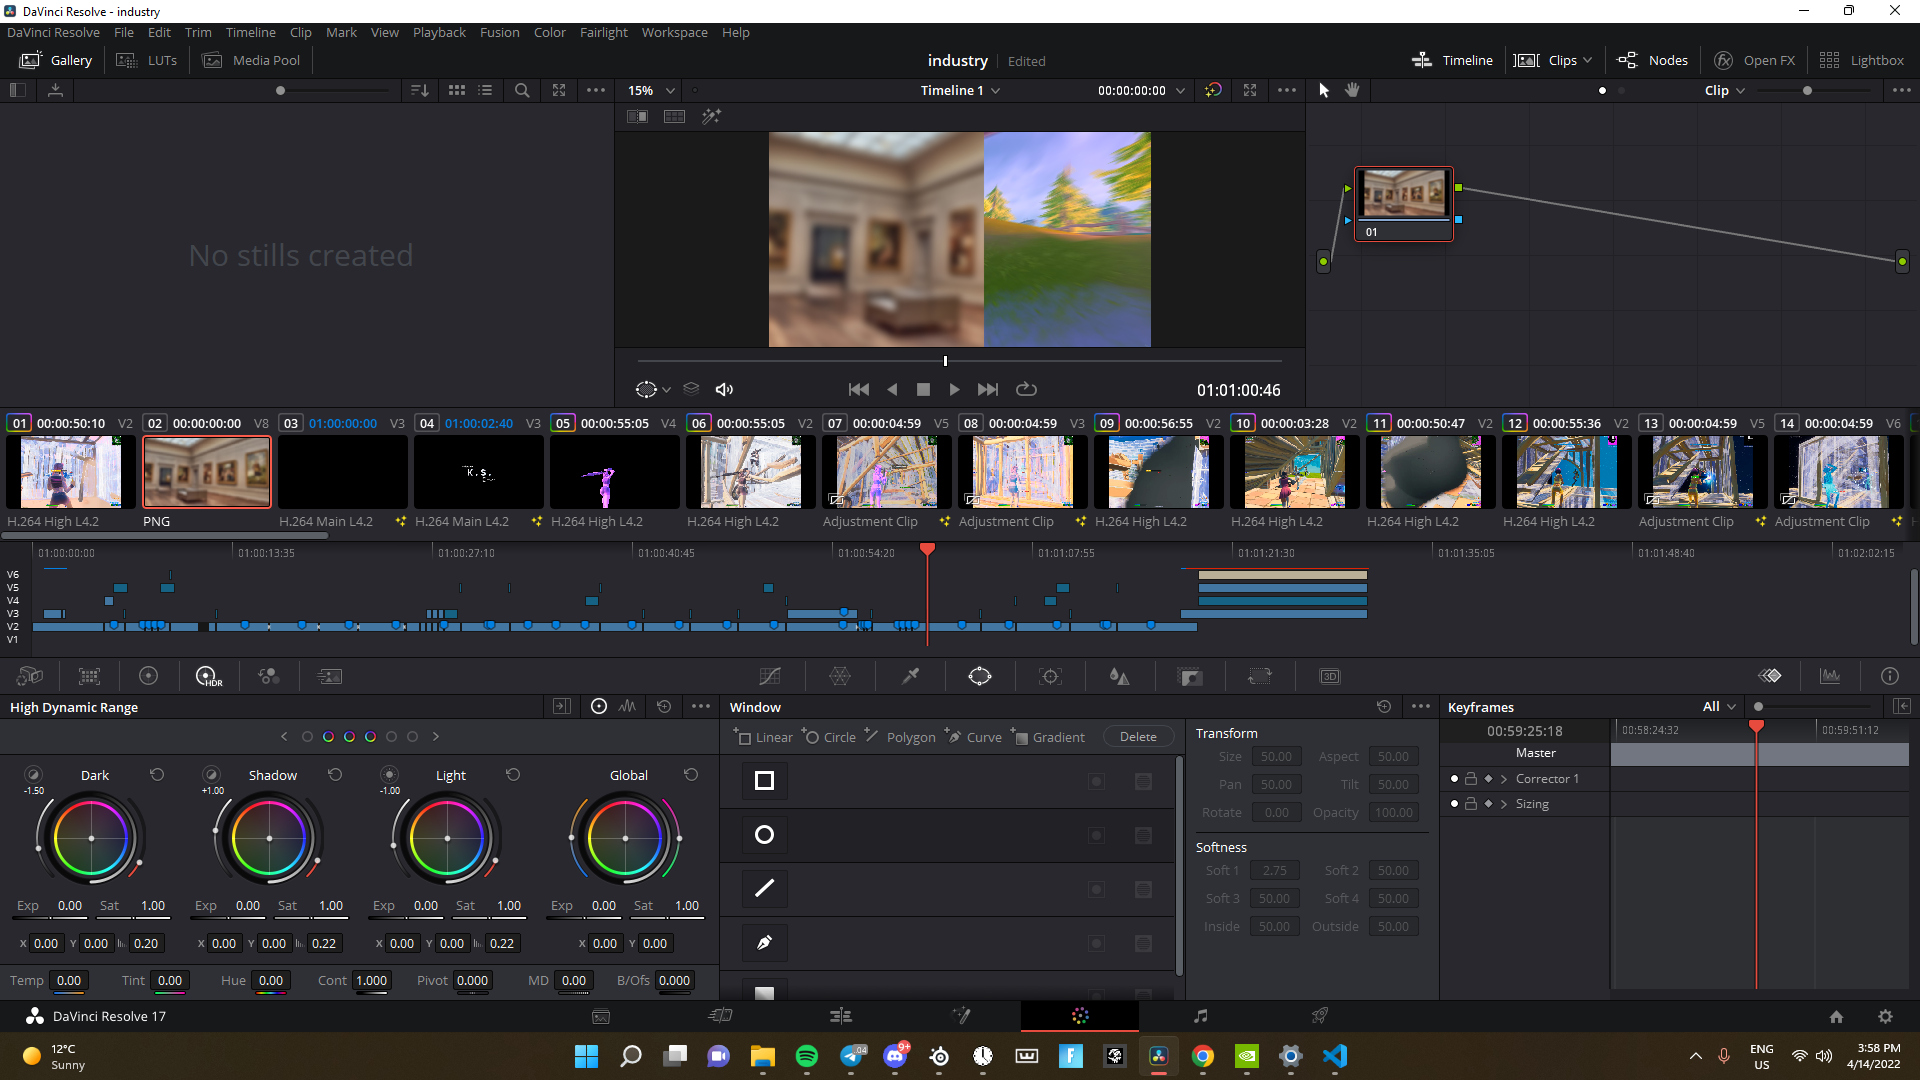 DaVinci Resolve - industry
DaVinci Resolve File Edit Trim Timeline Clip Mark View Playback Fusion Color Fairlight Workspace Help
Gallery LUTs Media Pool industry Edited Timeline Clips Nodes Open FX Lightbox
15% Timeline 1 00:00:00:00 Clip
No stills created
01
01:01:00:46
01 00:00:50:10 V2 02 00:00:00:00 V8 03 01:00:00:00 V3 04 01:00:02:40 V3 05 00:00:55:05 V4 06 00:00:55:05 V2 07 00:00:04:59 V5 08 00:00:04:59 V3 09 00:00:56:55 V2 10 00:00:03:28 V2 11 00:00:50:47 V2 12 00:00:55:36 V2 13 00:00:04:59 V5 14 00:00:04:59 V6
K.S.
H.264 High L4.2 PNG H.264 Main L4.2 H.264 Main L4.2 H.264 High L4.2 H.264 High L4.2 Adjustment Clip Adjustment Clip H.264 High L4.2 H.264 High L4.2 H.264 High L4.2 H.264 High L4.2 Adjustment Clip Adjustment Clip
01:00:00:00 01:00:13:35 01:00:27:10 01:00:40:45 01:00:54:20 01:01:07:55 01:01:21:30 01:01:35:05 01:01:48:40 01:02:02:15
V6
V5
V4
V3
V2
V1
HDR 3D
High Dynamic Range Window Keyframes All
Linear Circle Polygon Curve Gradient Delete Transform 00:59:25:18 00:58:24:32 00:59:51:12
Master
Size 50.00 Aspect 50.00
Dark Shadow Light Global
Corrector 1
-1.50 +1.00 -1.00
Pan 50.00 Tilt 50.00
Sizing
Rotate 0.00 Opacity 100.00
Softness
Soft 1 2.75 Soft 2 50.00
Soft 3 50.00 Soft 4 50.00
Exp 0.00 Sat 1.00 Exp 0.00 Sat 1.00 Exp 0.00 Sat 1.00 Exp 0.00 Sat 1.00
Inside 50.00 Outside 50.00
X 0.00 Y 0.00 0.20 X 0.00 Y 0.00 0.22 X 0.00 Y 0.00 0.22 X 0.00 Y 0.00
Temp 0.00 Tint 0.00 Hue 0.00 Cont 1.000 Pivot 0.000 MD 0.00 B/Ofs 0.000
DaVinci Resolve 17
12°C
Sunny
.04 9+
ENG
US
3:58 PM
4/14/2022